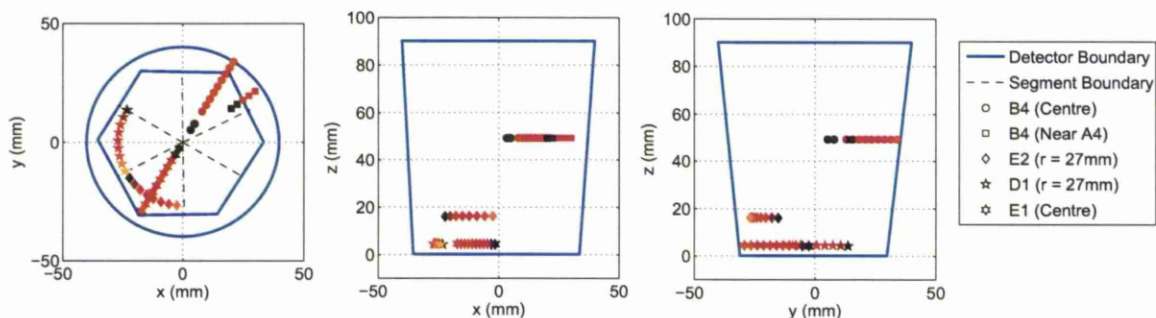 50
0
−50
−50
0
50
y (mm)
x (mm)
100
80
60
40
20
0
−50
0
50
z (mm)
x (mm)
100
80
60
40
20
0
−50
0
50
z (mm)
y (mm)
Detector Boundary
Segment Boundary
B4 (Centre)
B4 (Near A4)
E2 (r = 27mm)
D1 (r = 27mm)
E1 (Centre)